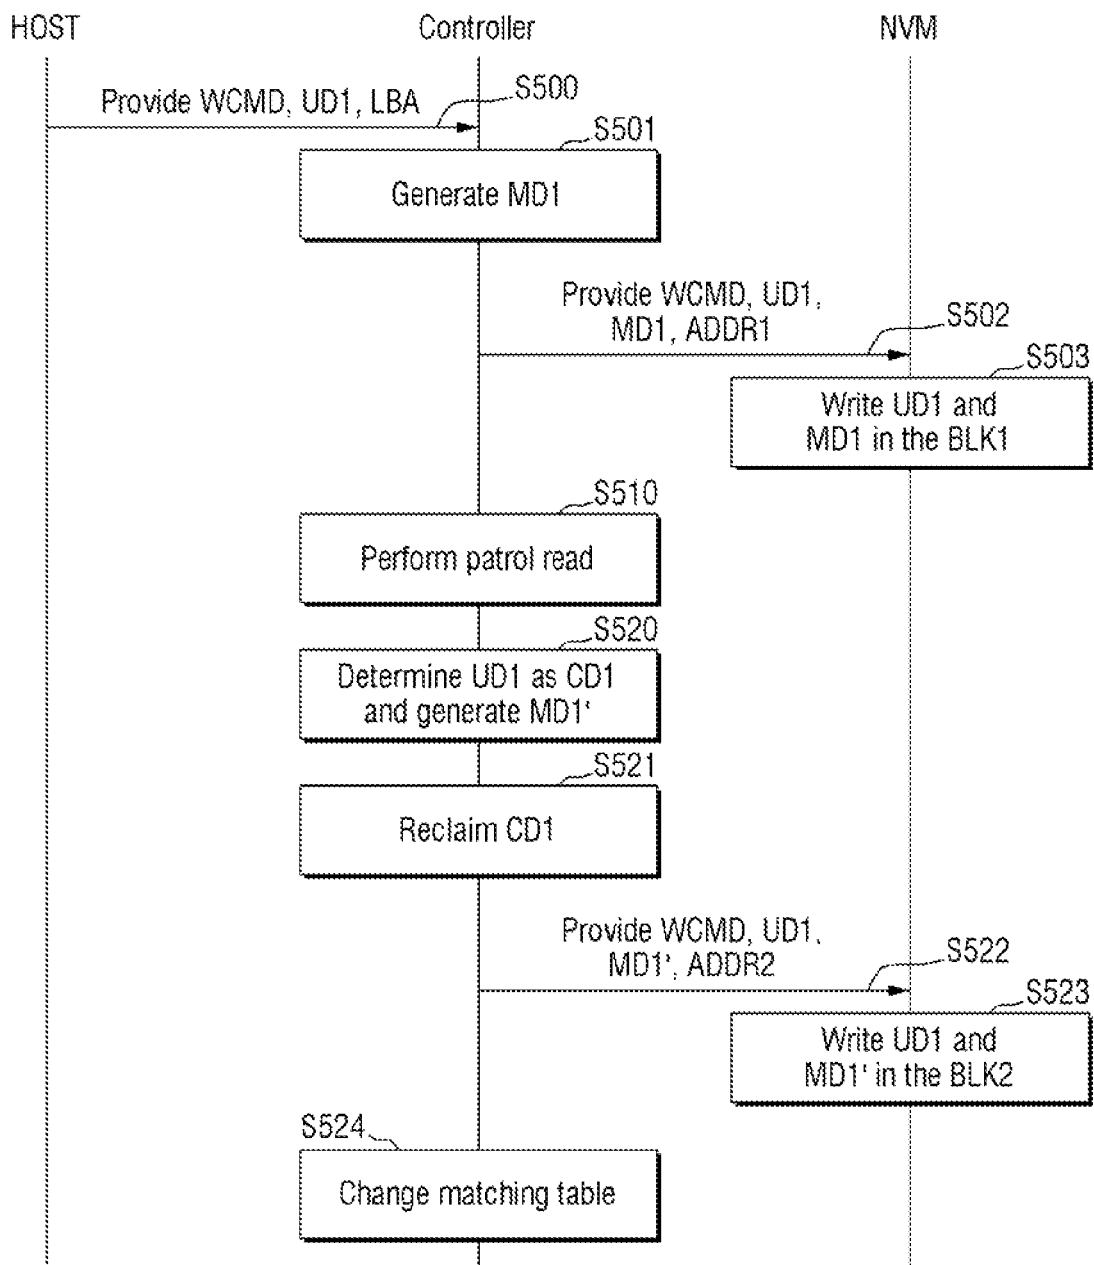 HOST
Controller
NVM
Provide WCMD, UD1, LBA
S500
S501
Generate MD1
Provide WCMD, UD1,
MD1, ADDR1
S502
S503
Write UD1 and
MD1 in the BLK1
S510
Perform patrol read
S520
Determine UD1 as CD1
and generate MD1'
S521
Reclaim CD1
Provide WCMD, UD1,
MD1', ADDR2
S522
S523
Write UD1 and
MD1' in the BLK2
S524
Change matching table